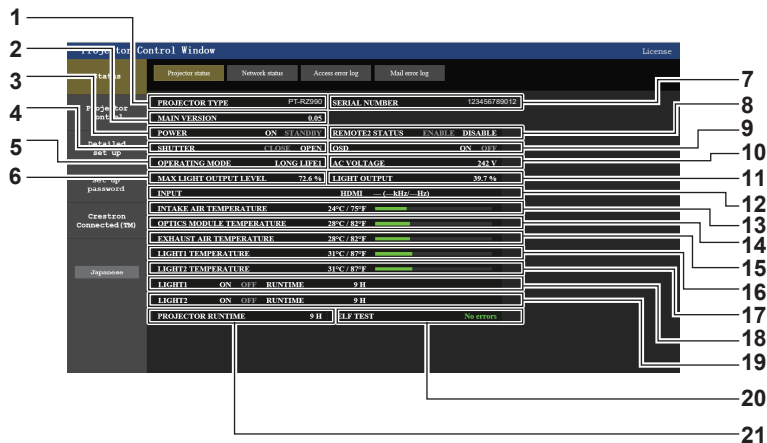 1
2
3
4
5
6
7
8
9
10
11
12
13
14
15
16
17
18
19
20
21
Projector Control Window License
Status
Projector status Network status Access error log Mail error log
PROJECTOR TYPE PT-RZ990 SERIAL NUMBER 123456789012
Projector
control
MAIN VERSION 0.05
POWER ON STANDBY REMOTE2 STATUS ENABLE DISABLE
Detailed
set up
SHUTTER CLOSE OPEN OSD ON OFF
OPERATING MODE LONG LIFE1 AC VOLTAGE 242 V
set up
password
MAX LIGHT OUTPUT LEVEL 72.6 % LIGHT OUTPUT 39.7 %
INPUT HDMI --- (---kHz/---Hz)
INTAKE AIR TEMPERATURE 24°C / 75°F
Crestron
Connected(TM)
OPTICS MODULE TEMPERATURE 28°C / 82°F
EXHAUST AIR TEMPERATURE 28°C / 82°F
LIGHT1 TEMPERATURE 31°C / 87°F
LIGHT2 TEMPERATURE 31°C / 87°F
Japanese
LIGHT1 ON OFF RUNTIME 9 H
LIGHT2 ON OFF RUNTIME 9 H
PROJECTOR RUNTIME 9 H ELF TEST No errors